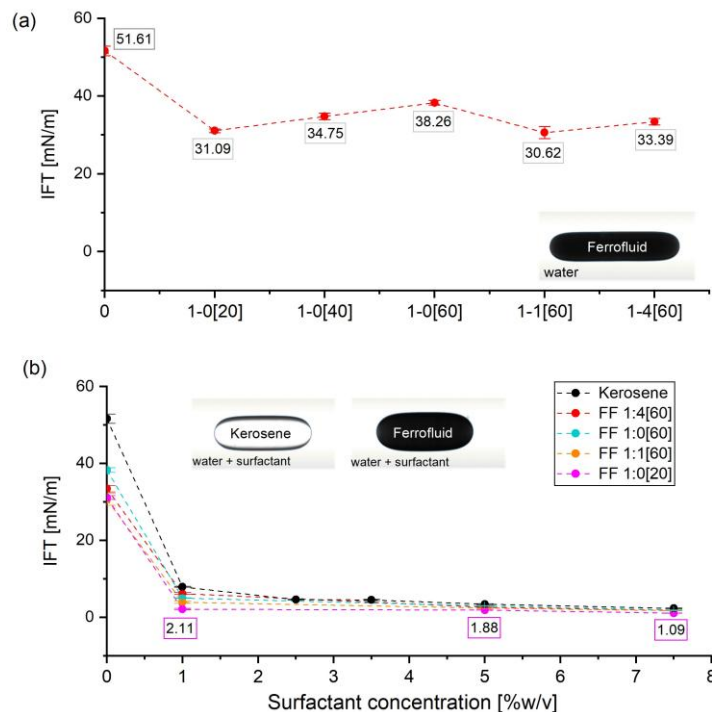 (a)
60
51.61
40
38.26
34.75
33.39
31.09
30.62
20
IFT [mN/m]
Ferrofluid
0
water
0 1-0[20] 1-0[40] 1-0[60] 1-1[60] 1-4[60]
(b)
60
Kerosene
FF 1:4[60]
FF 1:0[60]
FF 1:1[60]
FF 1:0[20]
Kerosene Ferrofluid
water + surfactant water + surfactant
40
IFT [mN/m]
20
0
2.11 1.88 1.09
0 1 2 3 4 5 6 7 8
Surfactant concentration [%w/v]